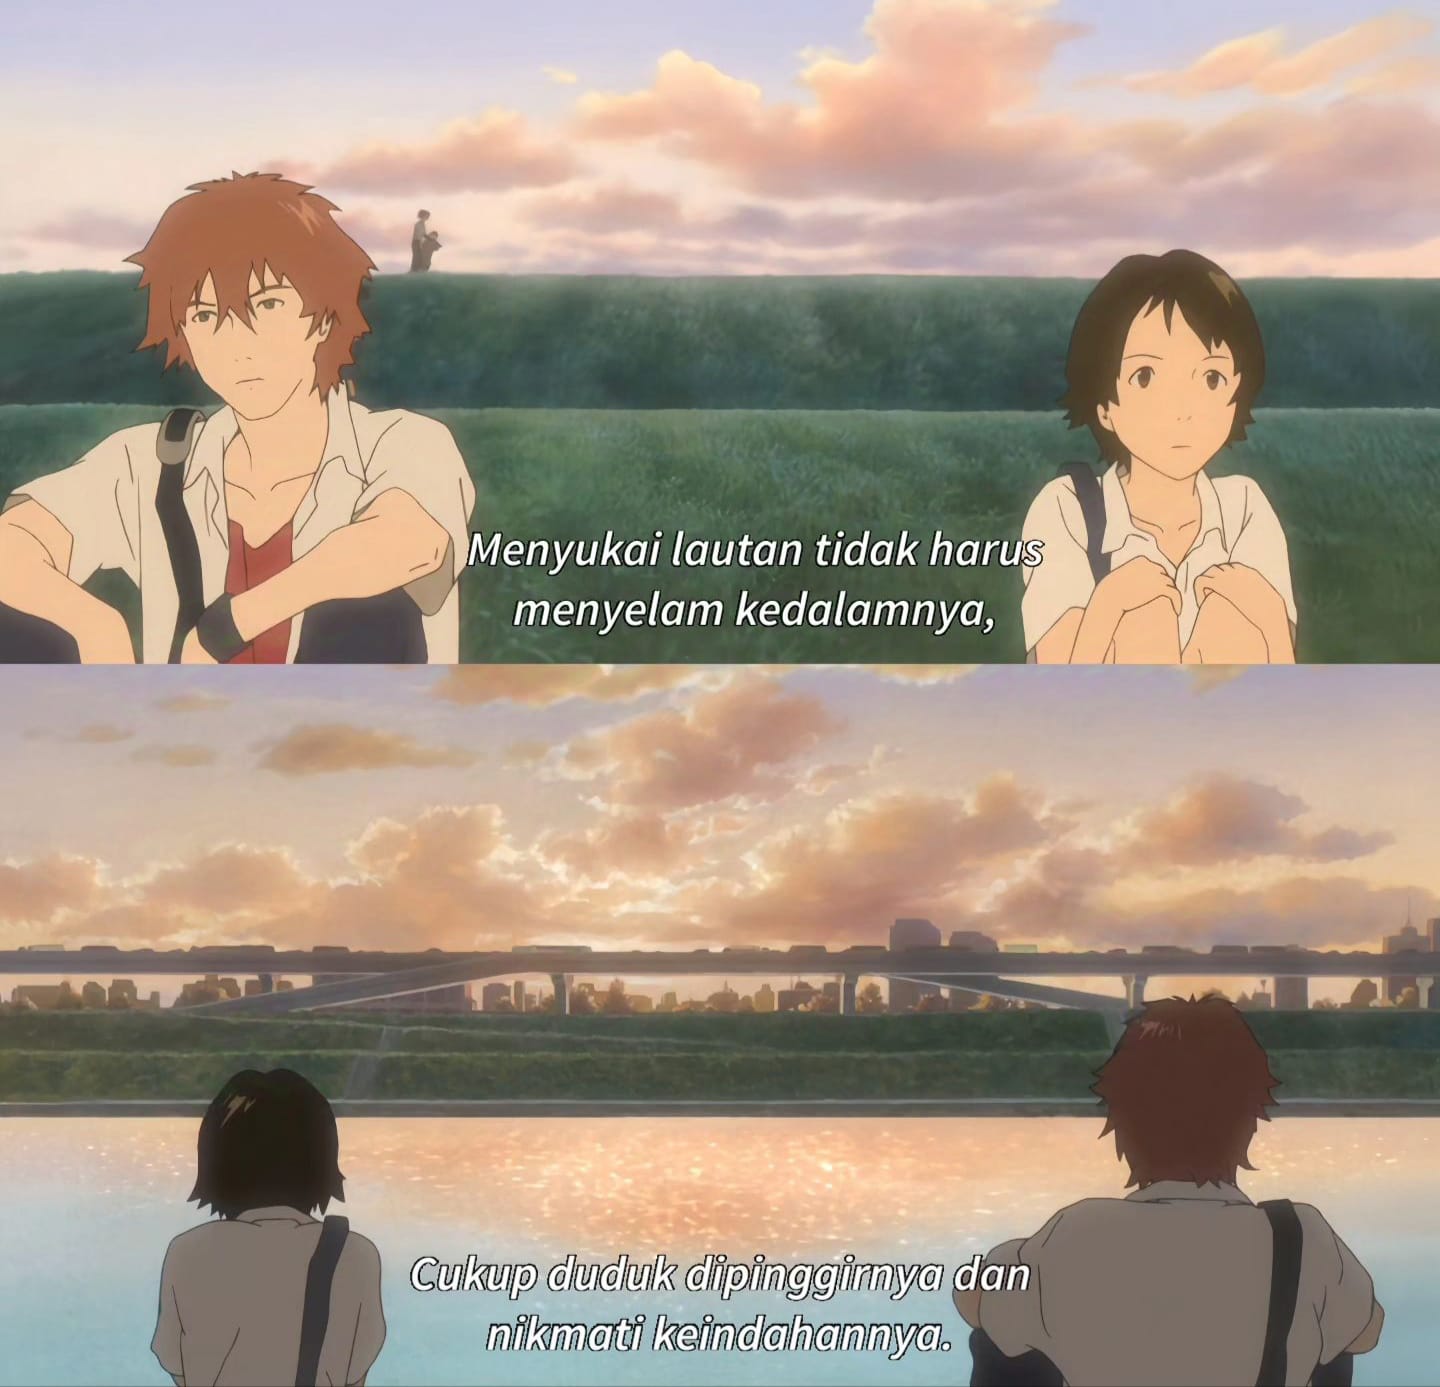 Menyukai lautan tidak harus
menyelam kedalamnya,
Cukup duduk dipinggirnya dan
nikmati keindahannya.